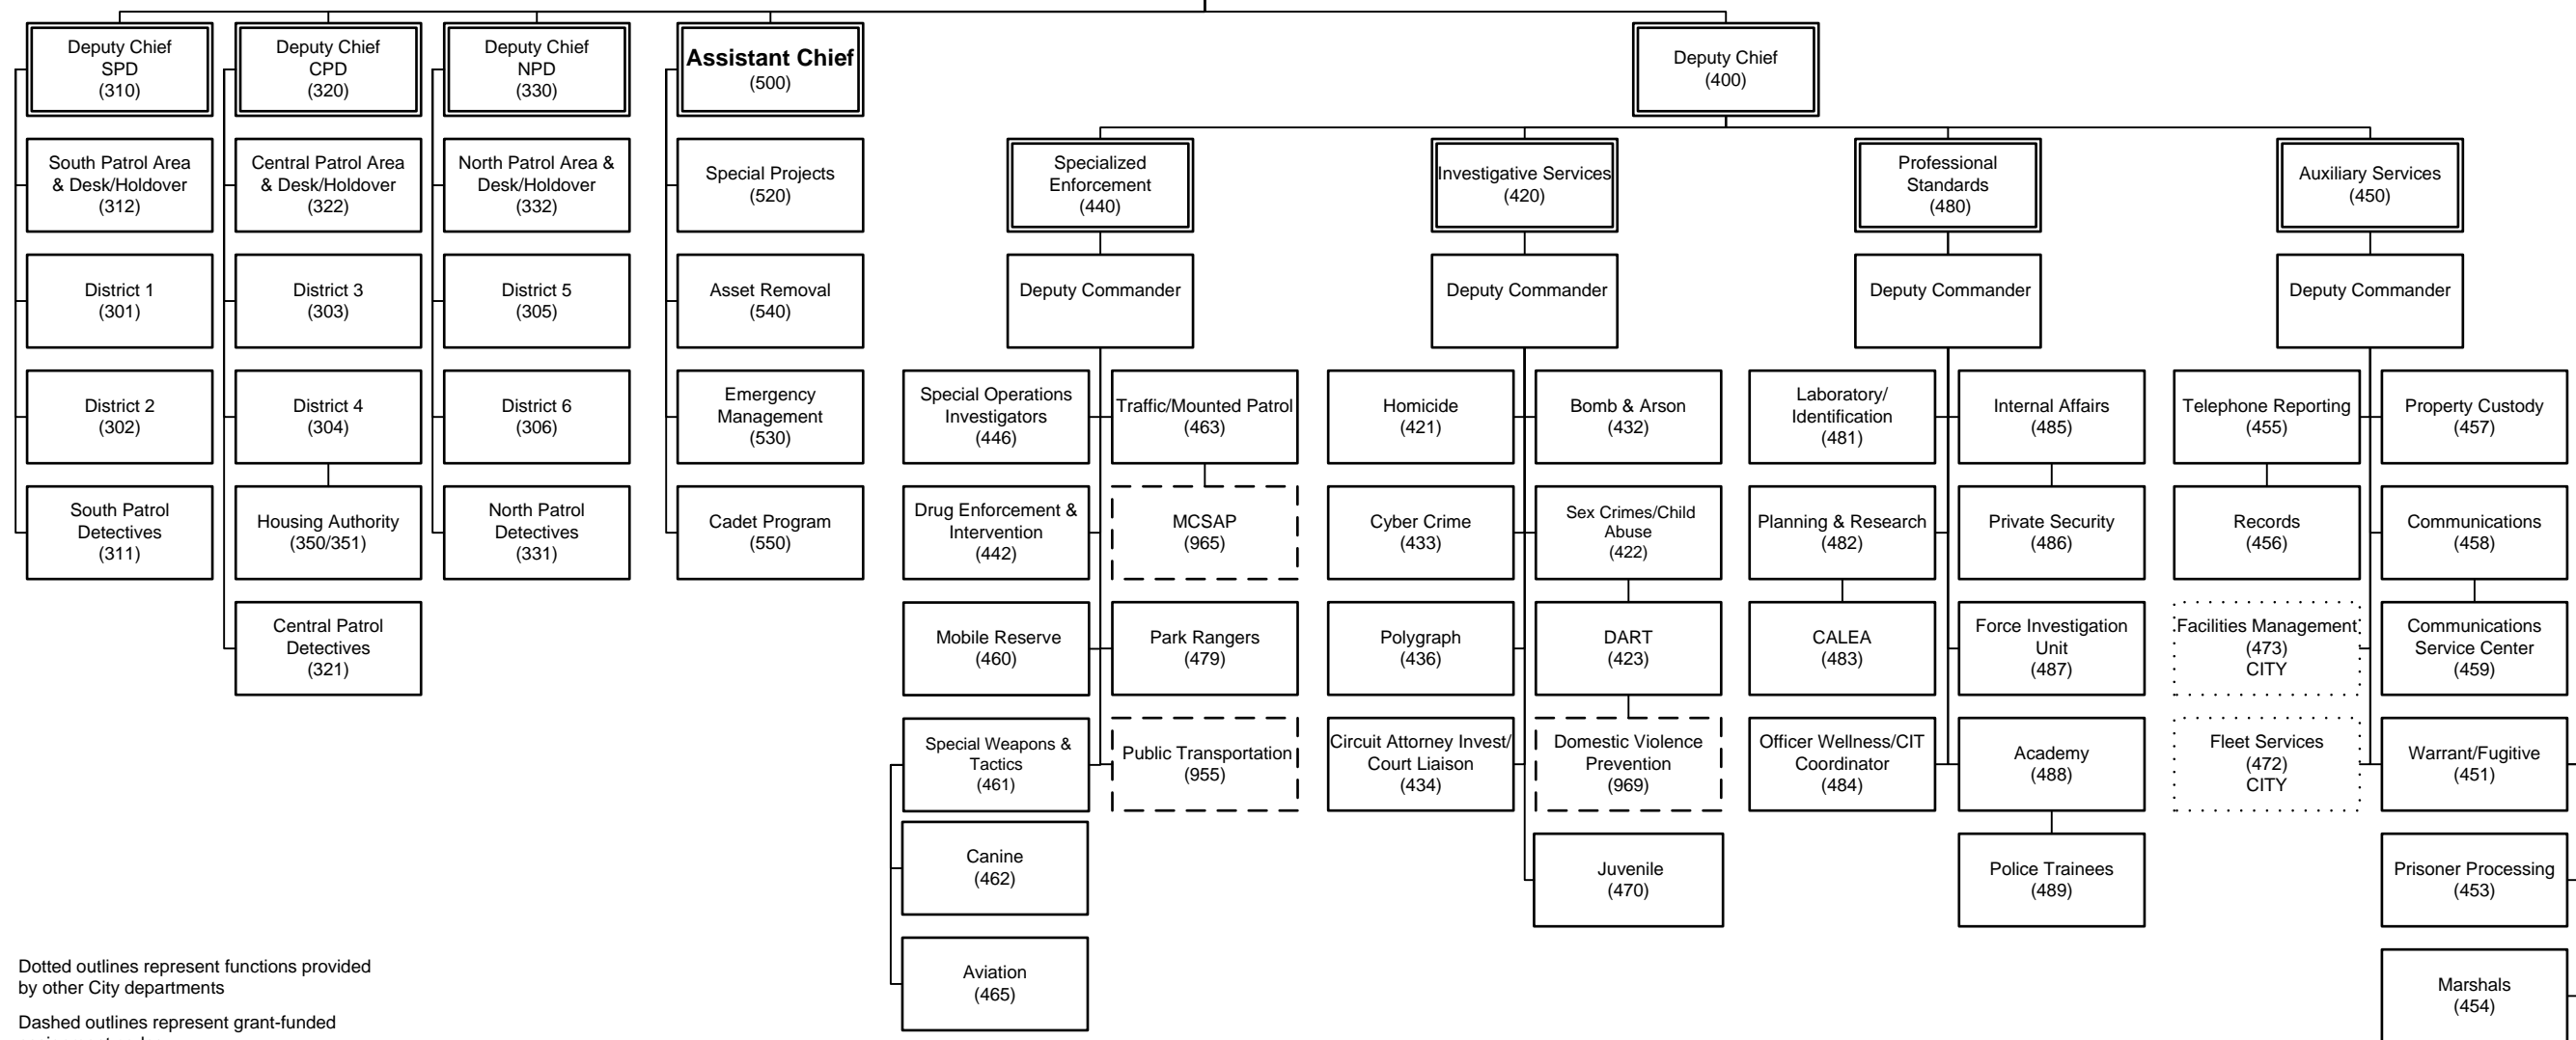 Deputy Chief
SPD
(310)
Deputy Chief
CPD
(320)
Deputy Chief
NPD
(330)
Assistant Chief
(500)
Deputy Chief
(400)
South Patrol Area
& Desk/Holdover
(312)
Central Patrol Area
& Desk/Holdover
(322)
North Patrol Area &
Desk/Holdover
(332)
Special Projects
(520)
Specialized
Enforcement
(440)
Investigative Services
(420)
Professional
Standards
(480)
Auxiliary Services
(450)
District 1
(301)
District 3
(303)
District 5
(305)
Asset Removal
(540)
Deputy Commander
Deputy Commander
Deputy Commander
Deputy Commander
District 2
(302)
District 4
(304)
District 6
(306)
Emergency
Management
(530)
Special Operations
Investigators
(446)
Traffic/Mounted Patrol
(463)
Homicide
(421)
Bomb & Arson
(432)
Laboratory/
Identification
(481)
Internal Affairs
(485)
Telephone Reporting
(455)
Property Custody
(457)
South Patrol
Detectives
(311)
Housing Authority
(350/351)
North Patrol
Detectives
(331)
Cadet Program
(550)
Drug Enforcement &
Intervention
(442)
MCSAP
(965)
Cyber Crime
(433)
Sex Crimes/Child
Abuse
(422)
Planning & Research
(482)
Private Security
(486)
Records
(456)
Communications
(458)
Central Patrol
Detectives
(321)
Mobile Reserve
(460)
Park Rangers
(479)
Polygraph
(436)
DART
(423)
CALEA
(483)
Force Investigation
Unit
(487)
Facilities Management
(473)
CITY
Communications
Service Center
(459)
Special Weapons &
Tactics
(461)
Public Transportation
(955)
Circuit Attorney Invest/
Court Liaison
(434)
Domestic Violence
Prevention
(969)
Officer Wellness/CIT
Coordinator
(484)
Academy
(488)
Fleet Services
(472)
CITY
Warrant/Fugitive
(451)
Canine
(462)
Juvenile
(470)
Police Trainees
(489)
Prisoner Processing
(453)
Aviation
(465)
Marshals
(454)
Dotted outlines represent functions provided
by other City departments
Dashed outlines represent grant-funded